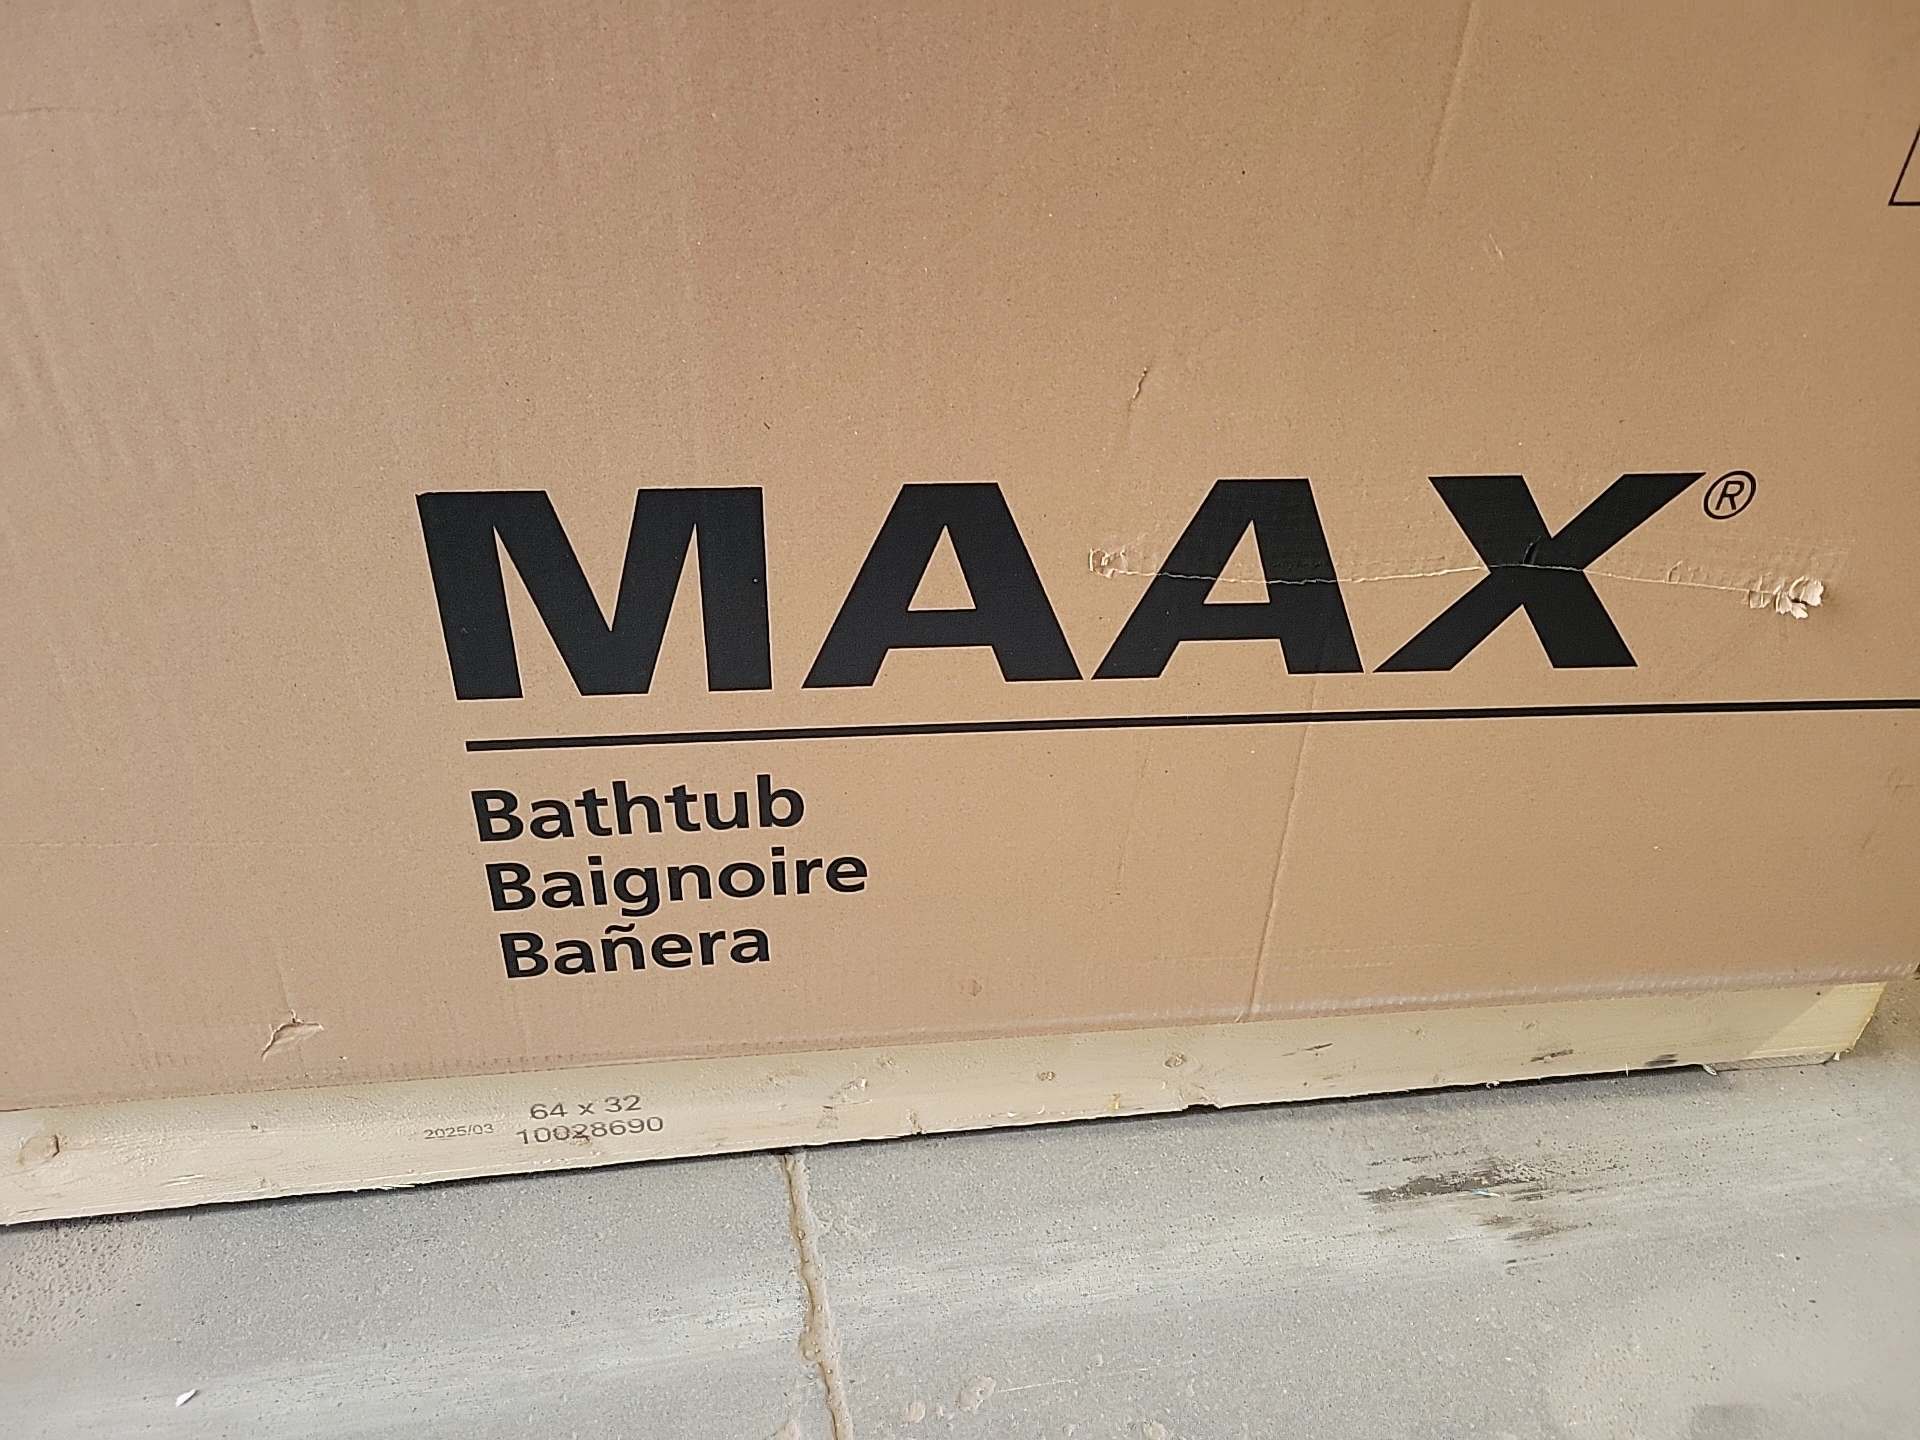 MAAX®
Bathtub
Baignoire
Bañera
64 x 32
2025/03 10028690